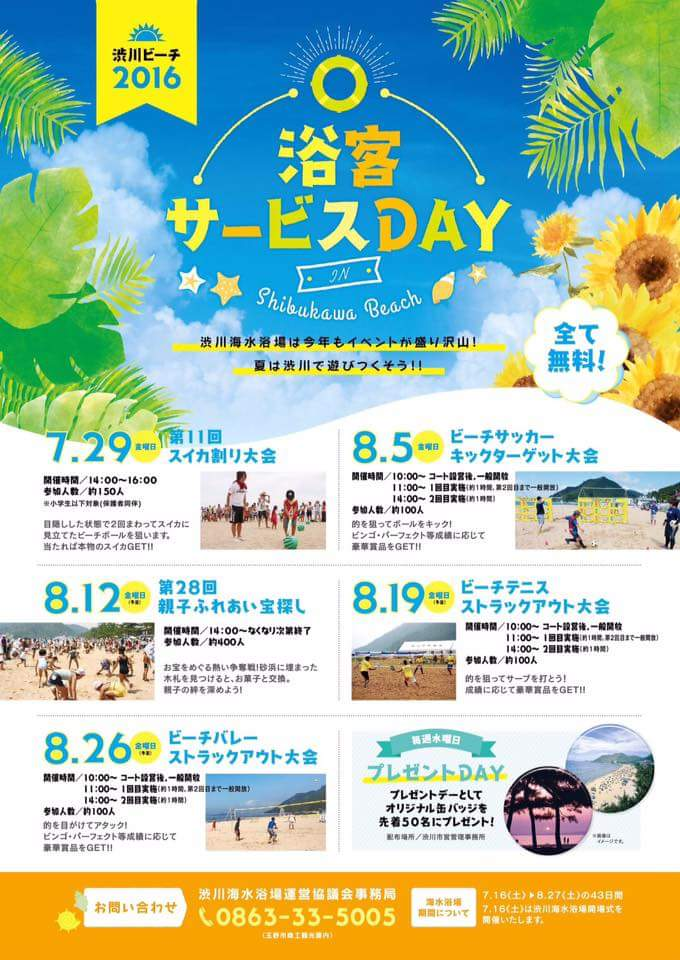 渋川ビーチ
2016
浴客
サービスDAY
IN
Shibukawa Beach
渋川海水浴場は今年もイベントが盛り沢山!
夏は渋川で遊びつくそう!!
全て
無料!
7.29 金曜日
第11回
スイカ割り大会
開催時間/14:00〜16:00
参加人数/約150人
※小学生以下対象(保護者同伴)
目隠しした状態で2回まわってスイカに
見立てたビーチボールを狙います。
当たれば本物のスイカGET!!
8.5 金曜日
ビーチサッカー
キックターゲット大会
開催時間/10:00〜 コート設営後、一般開放
11:00〜 1回目実施(約1時間、第2回目まで一般開放)
14:00〜 2回目実施(約1時間)
参加人数/約100人
的を狙ってボールをキック!
ビンゴ・パーフェクト等成績に応じて
豪華賞品をGET!!
8.12 金曜日
(予定)
第28回
親子ふれあい宝探し
開催時間/14:00〜なくなり次第終了
参加人数/約400人
お宝をめぐる熱い争奪戦!砂浜に埋まった
木札を見つけると、お菓子と交換。
親子の絆を深めよう!
8.19 金曜日
(予定)
ビーチテニス
ストラックアウト大会
開催時間/10:00〜 コート設営後、一般開放
11:00〜 1回目実施(約1時間、第2回目まで一般開放)
14:00〜 2回目実施(約1時間)
参加人数/約100人
的を狙ってサーブを打とう!
成績に応じて豪華賞品をGET!!
8.26 金曜日
(予定)
ビーチバレー
ストラックアウト大会
開催時間/10:00〜 コート設営後、一般開放
11:00〜 1回目実施(約1時間、第2回目まで一般開放)
14:00〜 2回目実施(約1時間)
参加人数/約100人
的を目がけてアタック!
ビンゴ・パーフェクト等成績に応じて
豪華賞品をGET!!
毎週水曜日
プレゼントDAY
プレゼントデーとして
オリジナル缶バッジを
先着50名にプレゼント!
配布場所/渋川市営管理事務所
※画像は
イメージです。
お問い合わせ
渋川海水浴場運営協議会事務局
0863-33-5005
(玉野市商工観光課内)
海水浴場
期間について
7.16(土)▶8.27(土)の43日間
7.16(土)は渋川海水浴場開場式を
開催いたします。